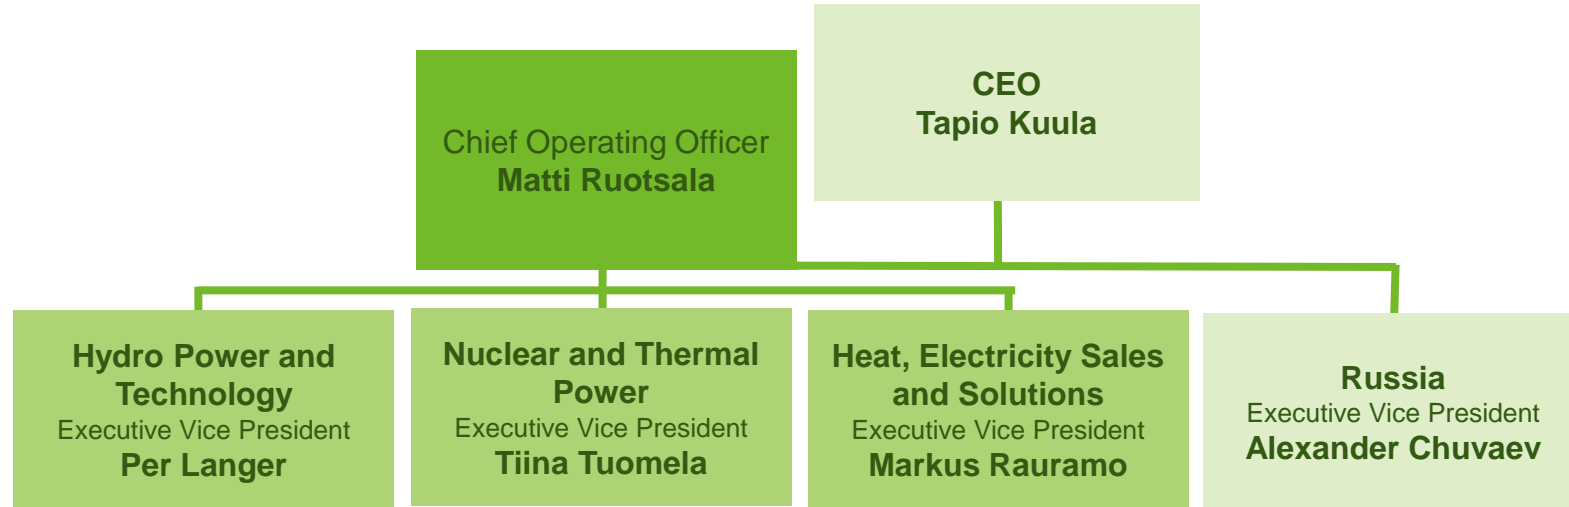 CEO
Tapio Kuula
Chief Operating Officer
Matti Ruotsala
Hydro Power and
Technology
Executive Vice President
Per Langer
Nuclear and Thermal
Power
Executive Vice President
Tiina Tuomela
Heat, Electricity Sales
and Solutions
Executive Vice President
Markus Rauramo
Russia
Executive Vice President
Alexander Chuvaev